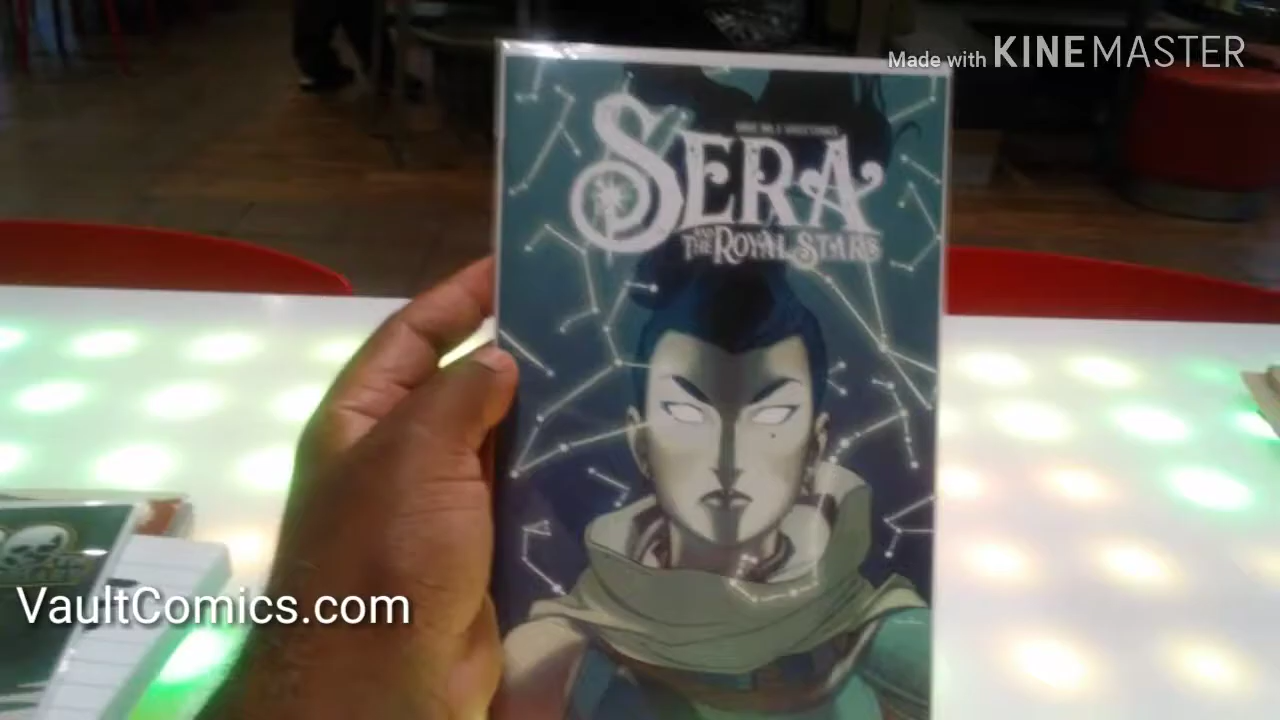 Made with KINEMASTER
SERA
AND
THE ROYAL STARS
VaultComics.com